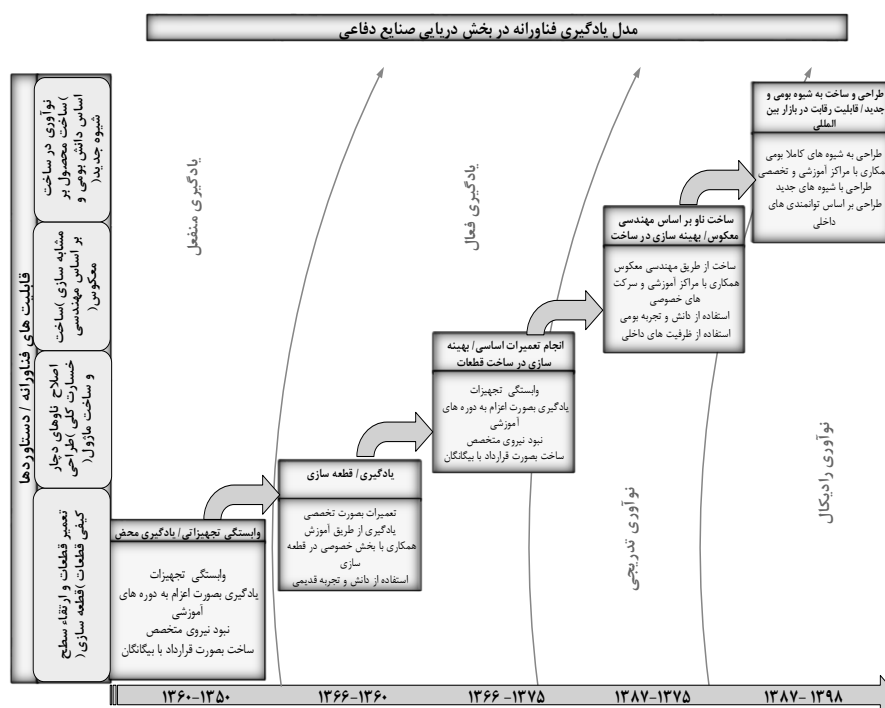 مدل یادگیری فناورانه در بخش دریایی صنایع دفاعی
قابلیت های فناورانه / دستاوردها
نوآوری در ساخت
)ساخت محصول بر
اساس دانش بومی و
شیوه جدید(
مشابه سازی )ساخت
بر اساس مهندسی
معکوس(
اصلاح ناوهای دچار
خسارت کلی )طراحی
و ساخت ماژول(
تعمیر قطعات و ارتقاء سطح
کیفی قطعات )قطعه سازی(
یادگیری منفعل
یادگیری فعال
نوآوری تدریجی
نوآوری رادیکال
طراحی و ساخت به شیوه بومی و
جدید/ قابلیت رقابت در بازار بین
المللی
طراحی به شیوه های کاملا بومی
همکاری با مراکز آموزشی و تخصصی
طراحی با شیوه های جدید
طراحی بر اساس توانمندی های
داخلی
ساخت ناو بر اساس مهندسی
معکوس/ بهینه سازی در ساخت
ساخت از طریق مهندسی معکوس
همکاری با مراکز آموزشی و سرکت
های خصوصی
استفاده از دانش و تجربه بومی
استفاده از ظرفیت های داخلی
انجام تعمیرات اساسی/ بهینه
سازی در ساخت قطعات
وابستگی تجهیزات
یادگیری بصورت اعزام به دوره های
آموزشی
نبود نیروی متخصص
ساخت بصورت قرارداد با بیگانگان
یادگیری/ قطعه سازی
تعمیرات بصورت تخصصی
یادگیری از طریق آموزش
همکاری با بخش خصوصی در قطعه
سازی
استفاده از دانش و تجربه قدیمی
وابستگی تجهیزاتی/ یادگیری محض
وابستگی تجهیزات
یادگیری بصورت اعزام به دوره های
آموزشی
نبود نیروی متخصص
ساخت بصورت قرارداد با بیگانگان
۱۳۶۰-۱۳۵۰
۱۳۶۶-۱۳۶۰
۱۳۶۶-۱۳۷۵
۱۳۸۷-۱۳۷۵
۱۳۸۷-۱۳۹۸